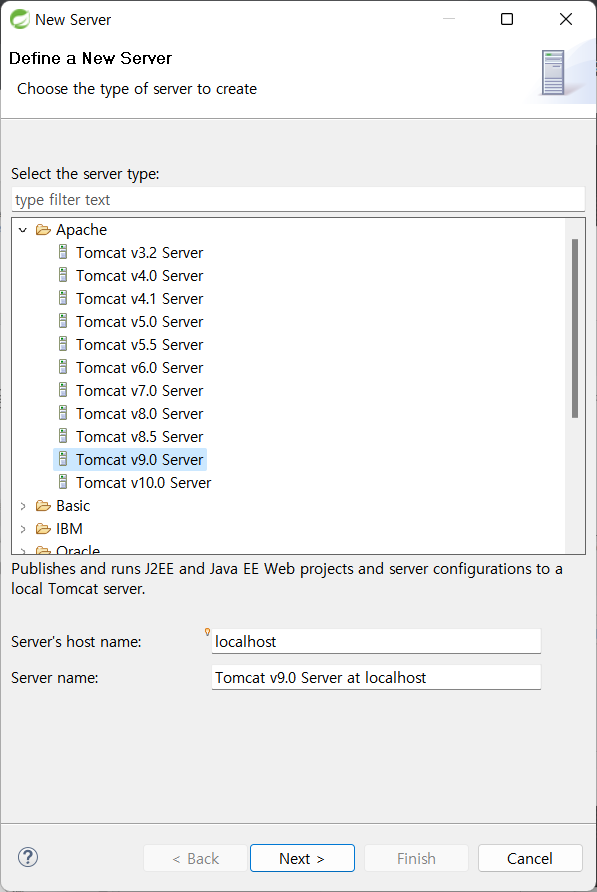 New Server
Define a New Server
Choose the type of server to create
Select the server type:
type filter text
Apache
Tomcat v3.2 Server
Tomcat v4.0 Server
Tomcat v4.1 Server
Tomcat v5.0 Server
Tomcat v5.5 Server
Tomcat v6.0 Server
Tomcat v7.0 Server
Tomcat v8.0 Server
Tomcat v8.5 Server
Tomcat v9.0 Server
Tomcat v10.0 Server
Basic
IBM
Oracle
Publishes and runs J2EE and Java EE Web projects and server configurations to a
local Tomcat server.
Server's host name: localhost
Server name: Tomcat v9.0 Server at localhost
? < Back Next > Finish Cancel